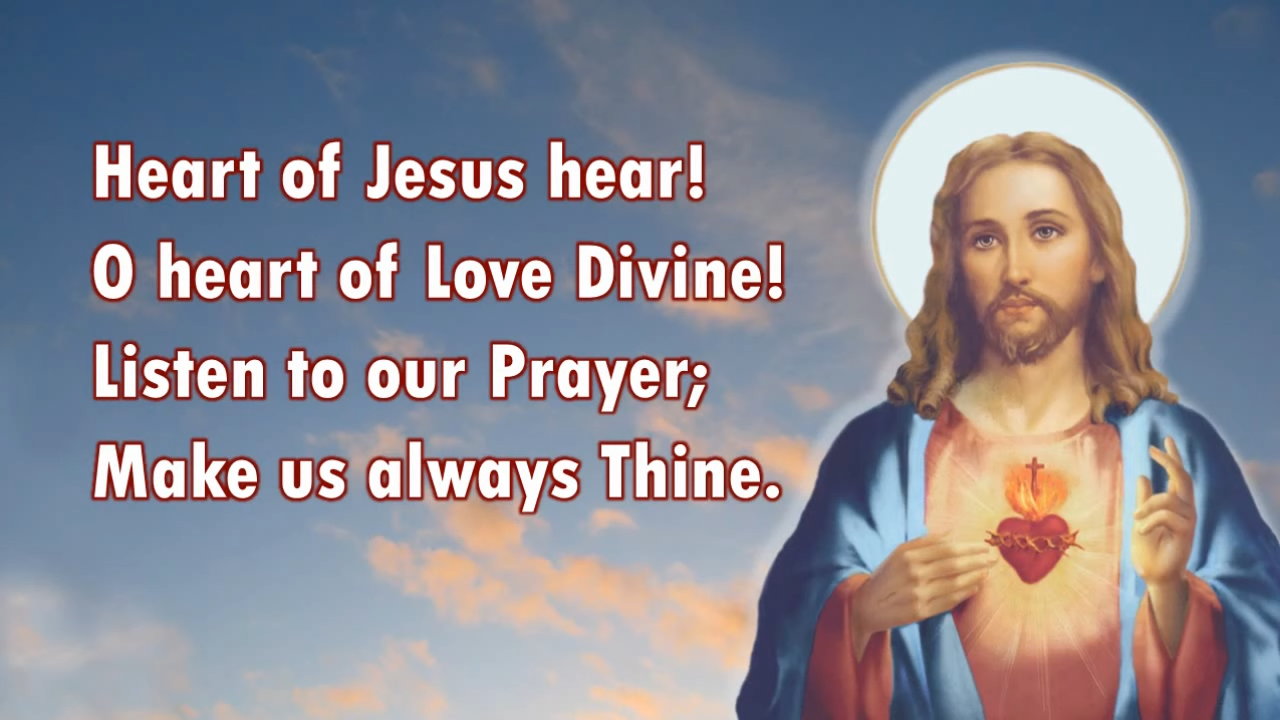 Heart of Jesus hear!
O heart of Love Divine!
Listen to our Prayer;
Make us always Thine.